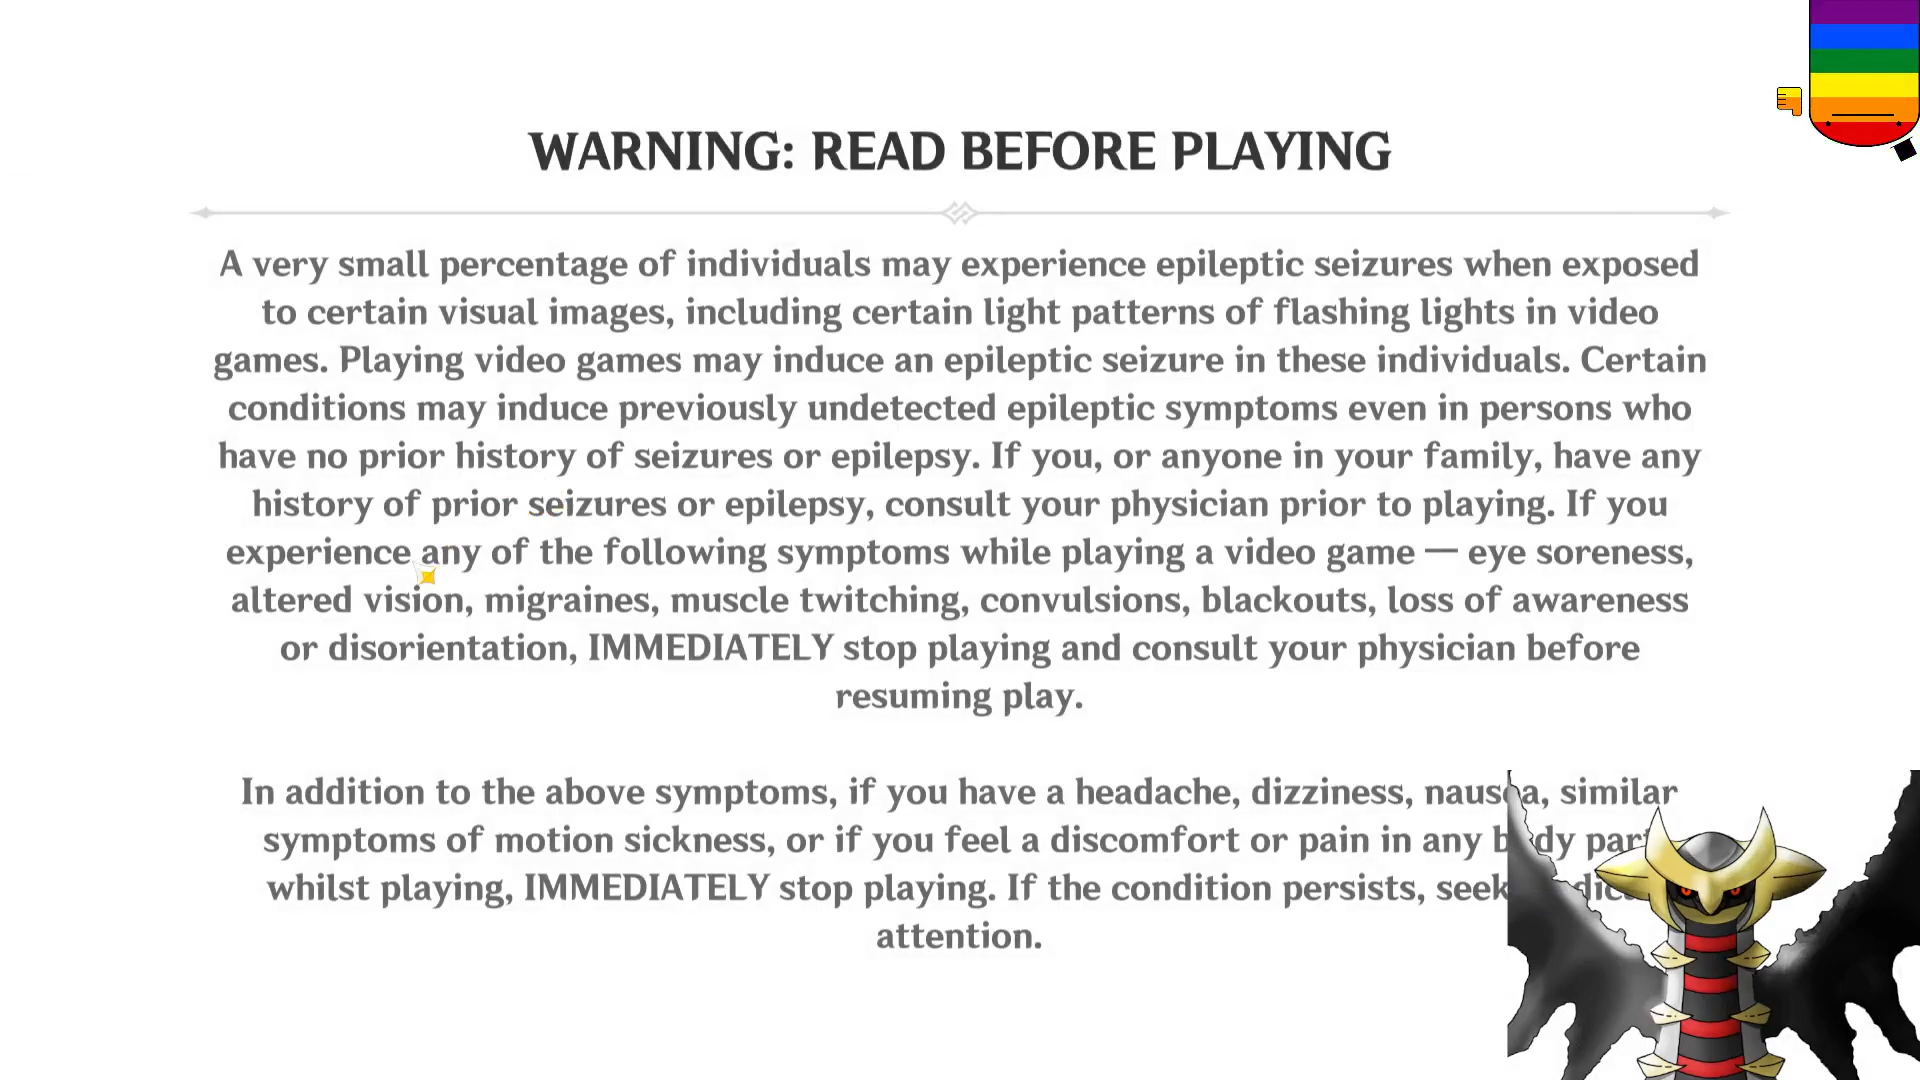 WARNING: READ BEFORE PLAYING
A very small percentage of individuals may experience epileptic seizures when exposed
to certain visual images, including certain light patterns of flashing lights in video
games. Playing video games may induce an epileptic seizure in these individuals. Certain
conditions may induce previously undetected epileptic symptoms even in persons who
have no prior history of seizures or epilepsy. If you, or anyone in your family, have any
history of prior seizures or epilepsy, consult your physician prior to playing. If you
experience any of the following symptoms while playing a video game — eye soreness,
altered vision, migraines, muscle twitching, convulsions, blackouts, loss of awareness
or disorientation, IMMEDIATELY stop playing and consult your physician before
resuming play.
In addition to the above symptoms, if you have a headache, dizziness, nausea, similar
symptoms of motion sickness, or if you feel a discomfort or pain in any body part
whilst playing, IMMEDIATELY stop playing. If the condition persists, seek
attention.